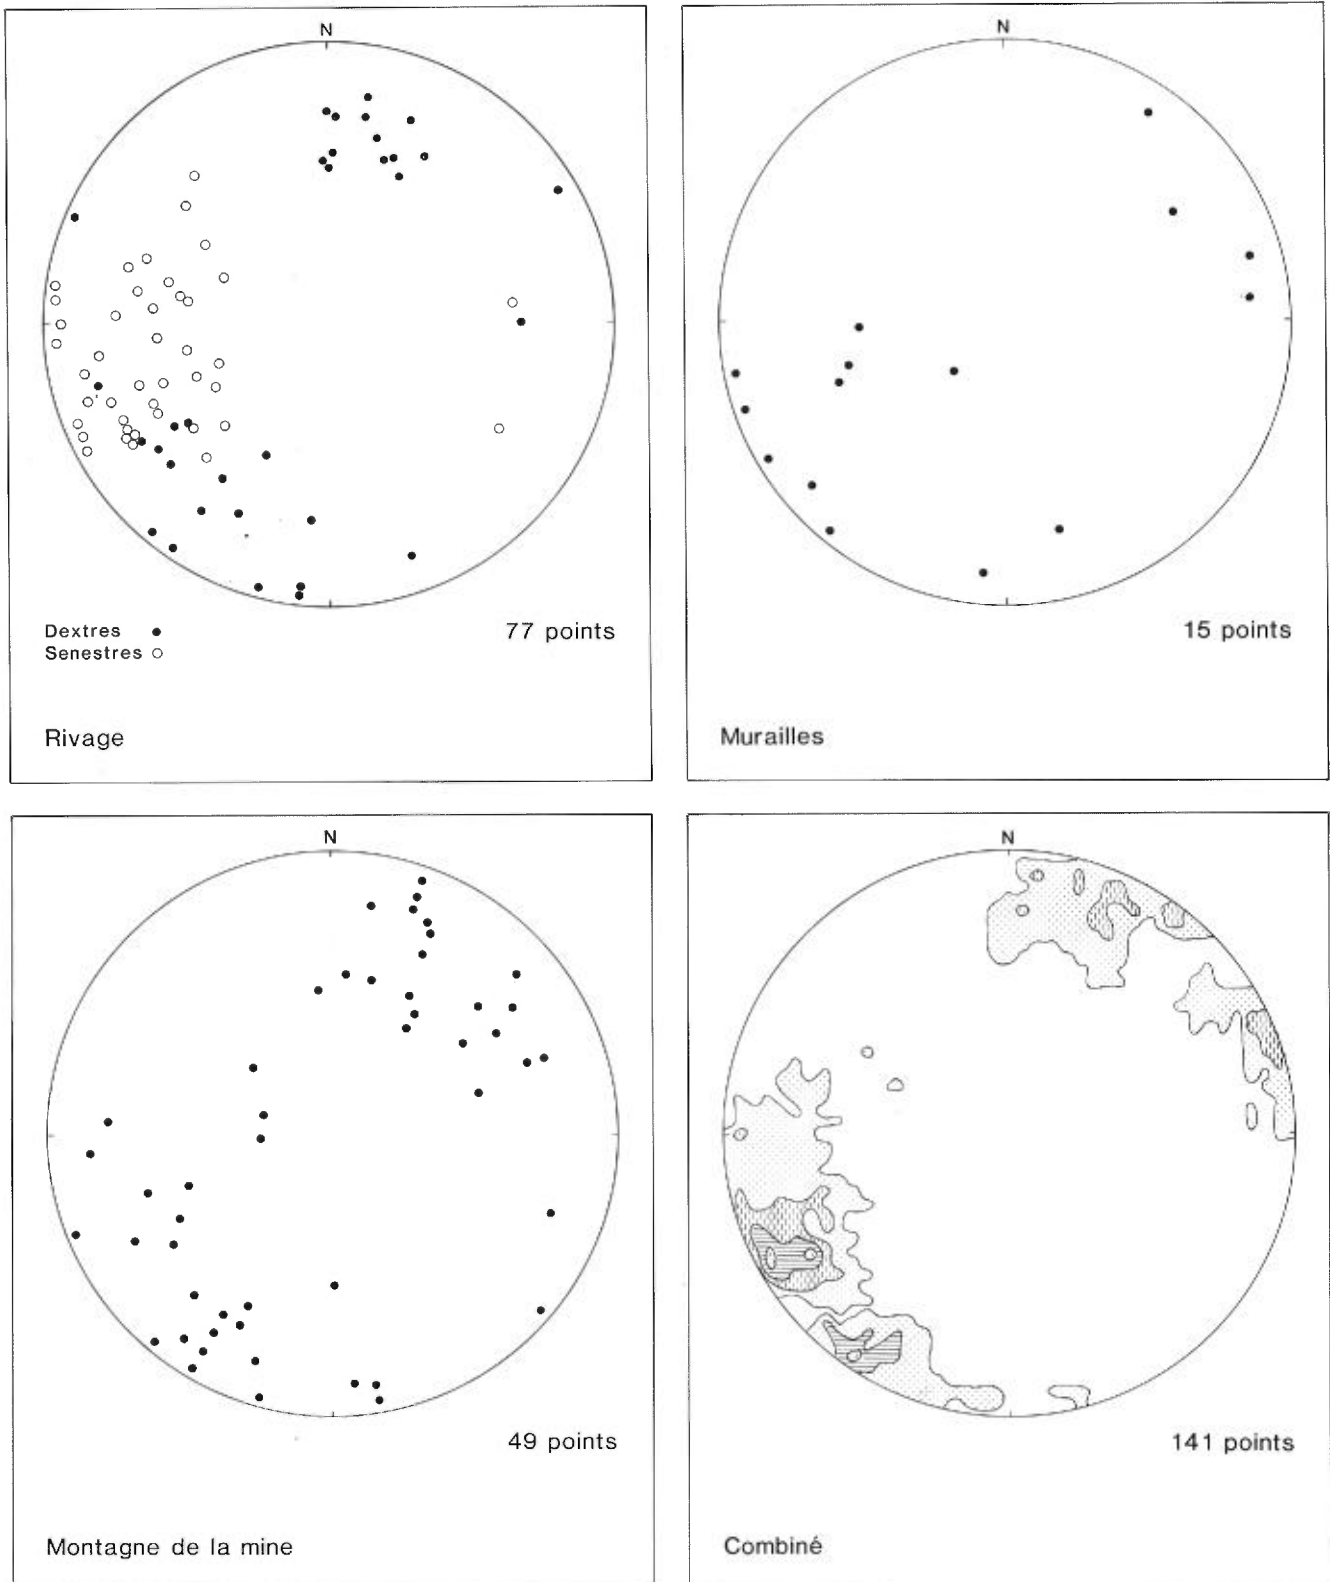 N
Dextres ●
Senestres ○
77 points
Rivage
N
15 points
Murailles
N
49 points
Montagne de la mine
N
141 points
Combiné